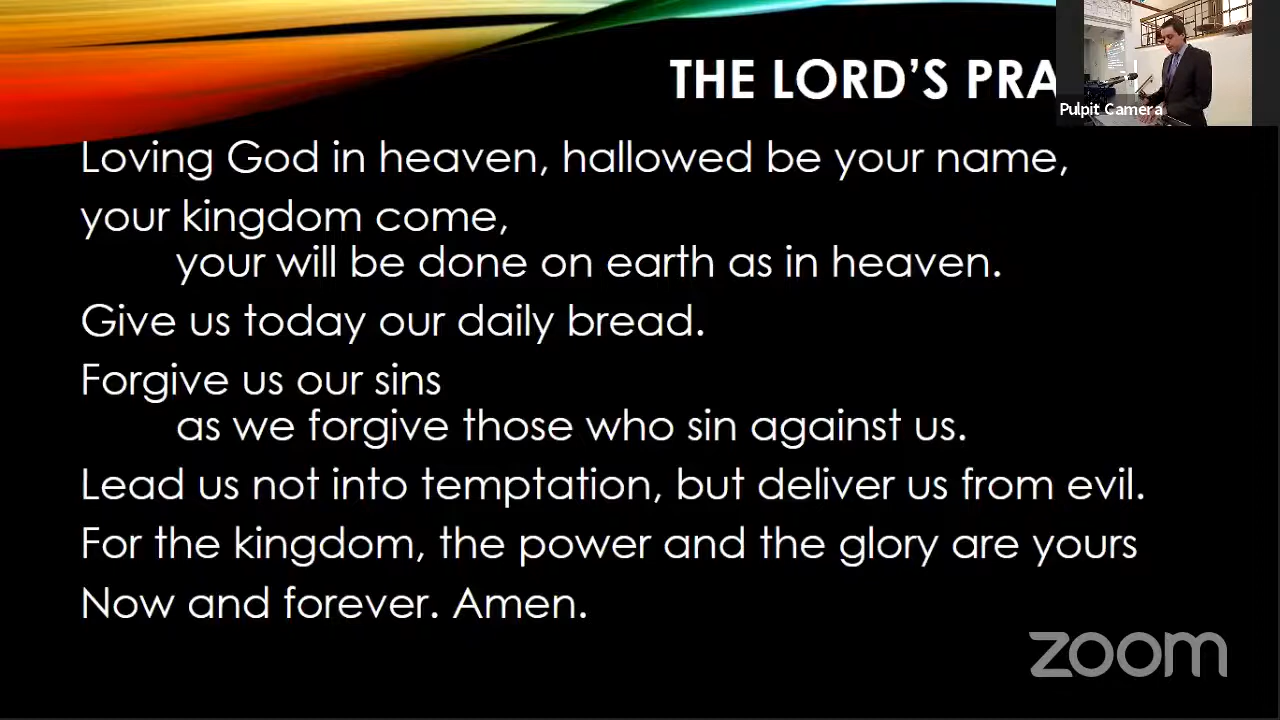 THE LORD'S PRA
Pulpit Camera
Loving God in heaven, hallowed be your name,
your kingdom come,
your will be done on earth as in heaven.
Give us today our daily bread.
Forgive us our sins
as we forgive those who sin against us.
Lead us not into temptation, but deliver us from evil.
For the kingdom, the power and the glory are yours
Now and forever. Amen.
zoom